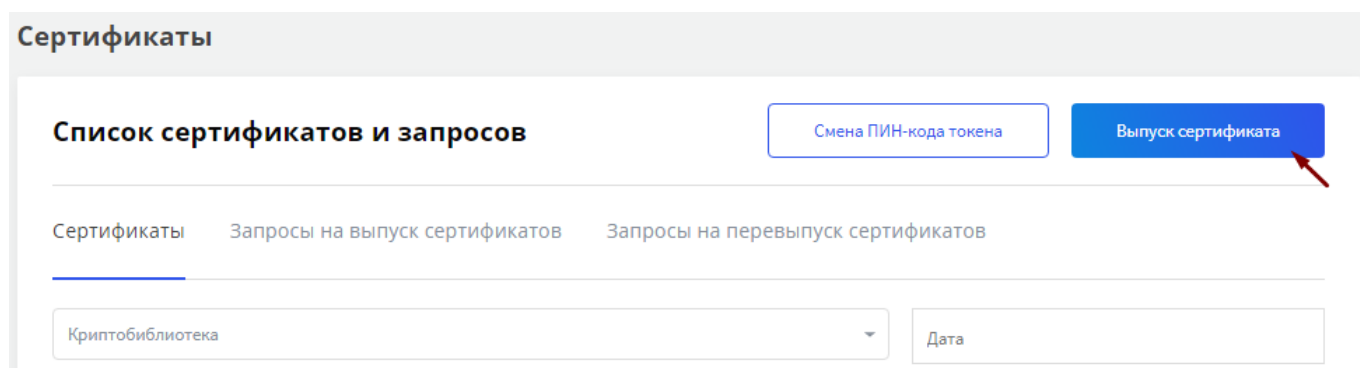 Сертификаты
Список сертификатов и запросов
Смена ПИН-кода токена
Выпуск сертификата
Сертификаты
Запросы на выпуск сертификатов
Запросы на перевыпуск сертификатов
Криптобиблиотека
Дата